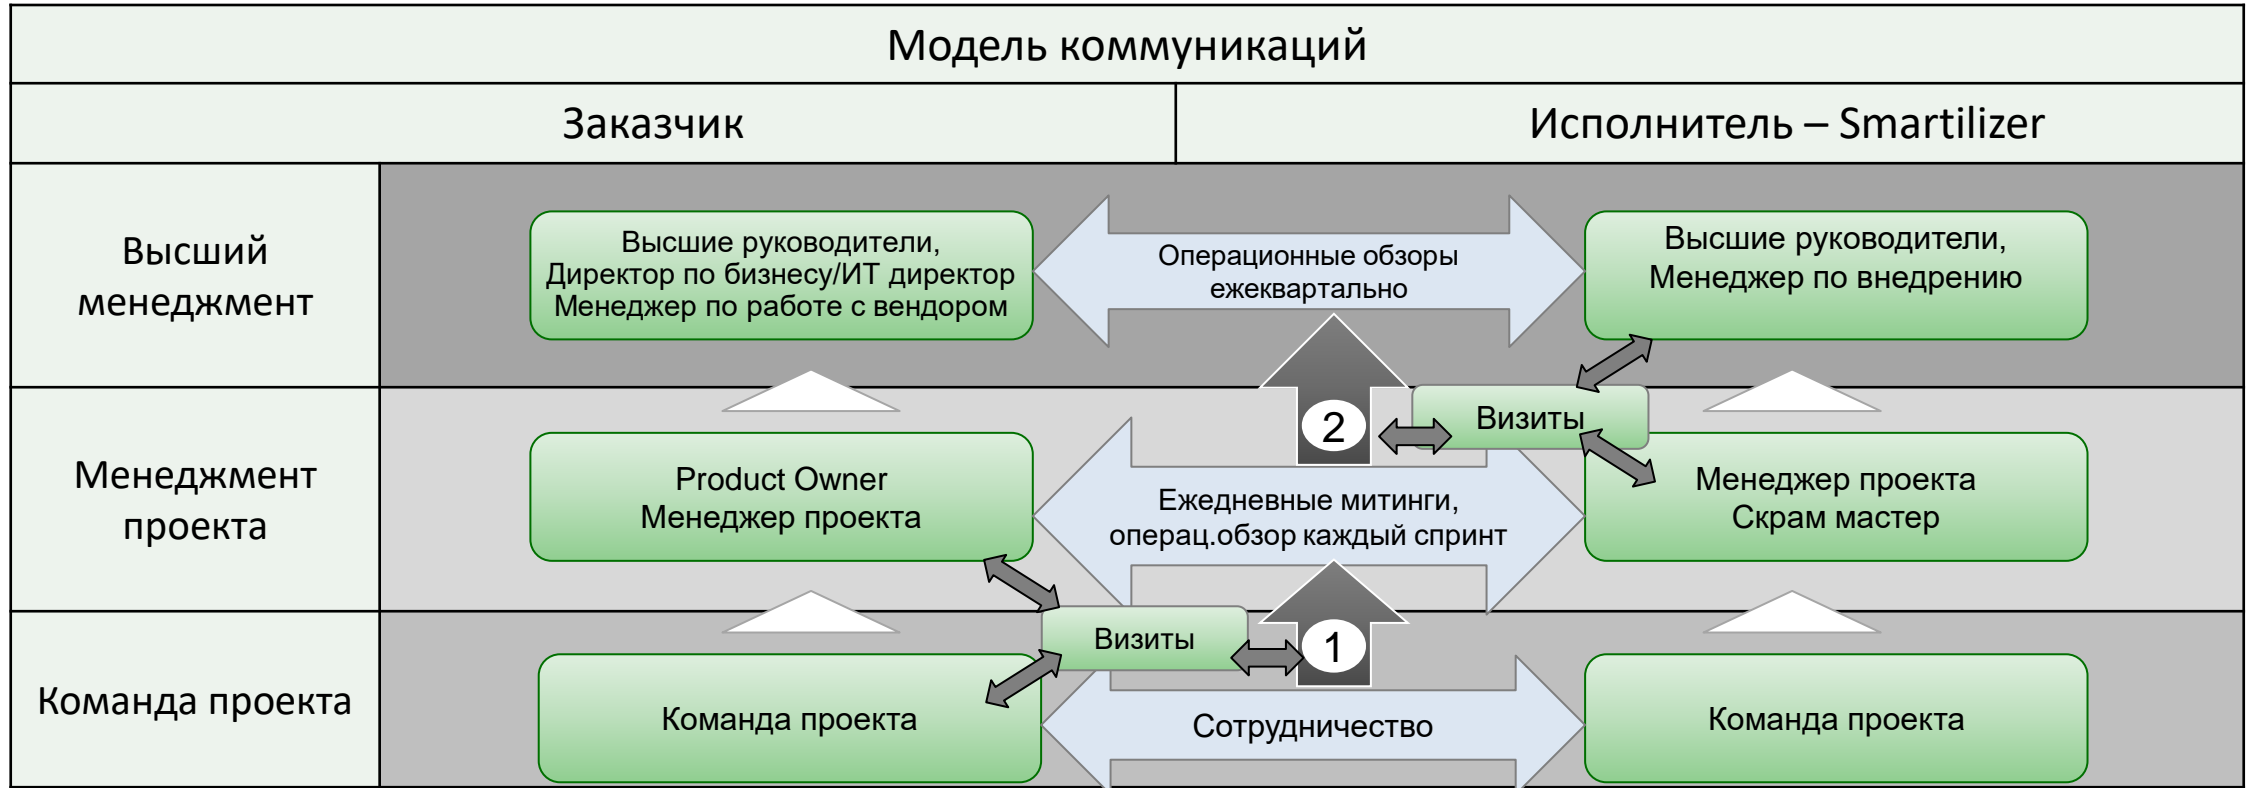 Модель коммуникаций
Заказчик
Исполнитель – Smartilizer
Высший
менеджмент
Высшие руководители,
Директор по бизнесу/ИТ директор
Менеджер по работе с вендором
Операционные обзоры
ежеквартально
Высшие руководители,
Менеджер по внедрению
2
Визиты
Менеджмент
проекта
Product Owner
Менеджер проекта
Ежедневные митинги,
операц.обзор каждый спринт
Менеджер проекта
Скрам мастер
Визиты
1
Команда проекта
Команда проекта
Сотрудничество
Команда проекта